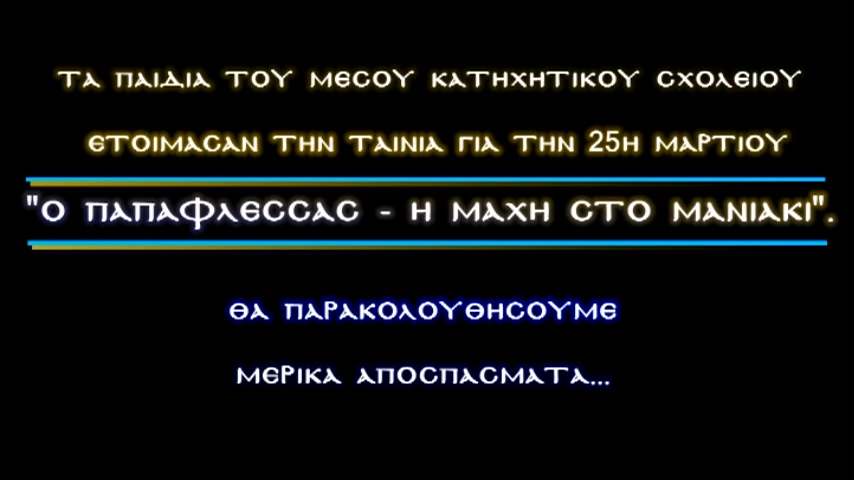 ΤΑ ΠΑΙΔΙΑ ΤΟΥ ΜΕΣΟΥ ΚΑΤΗΧΗΤΙΚΟΥ ΣΧΟΛΕΙΟΥ
ΕΤΟΙΜΑΣΑΝ ΤΗΝ ΤΑΙΝΙΑ ΓΙΑ ΤΗΝ 25Η ΜΑΡΤΙΟΥ
"Ο ΠΑΠΑΦΛΕΣΣΑΣ - Η ΜΑΧΗ ΣΤΟ ΜΑΝΙΑΚΙ".
ΘΑ ΠΑΡΑΚΟΛΟΥΘΗΣΟΥΜΕ
ΜΕΡΙΚΑ ΑΠΟΣΠΑΣΜΑΤΑ...